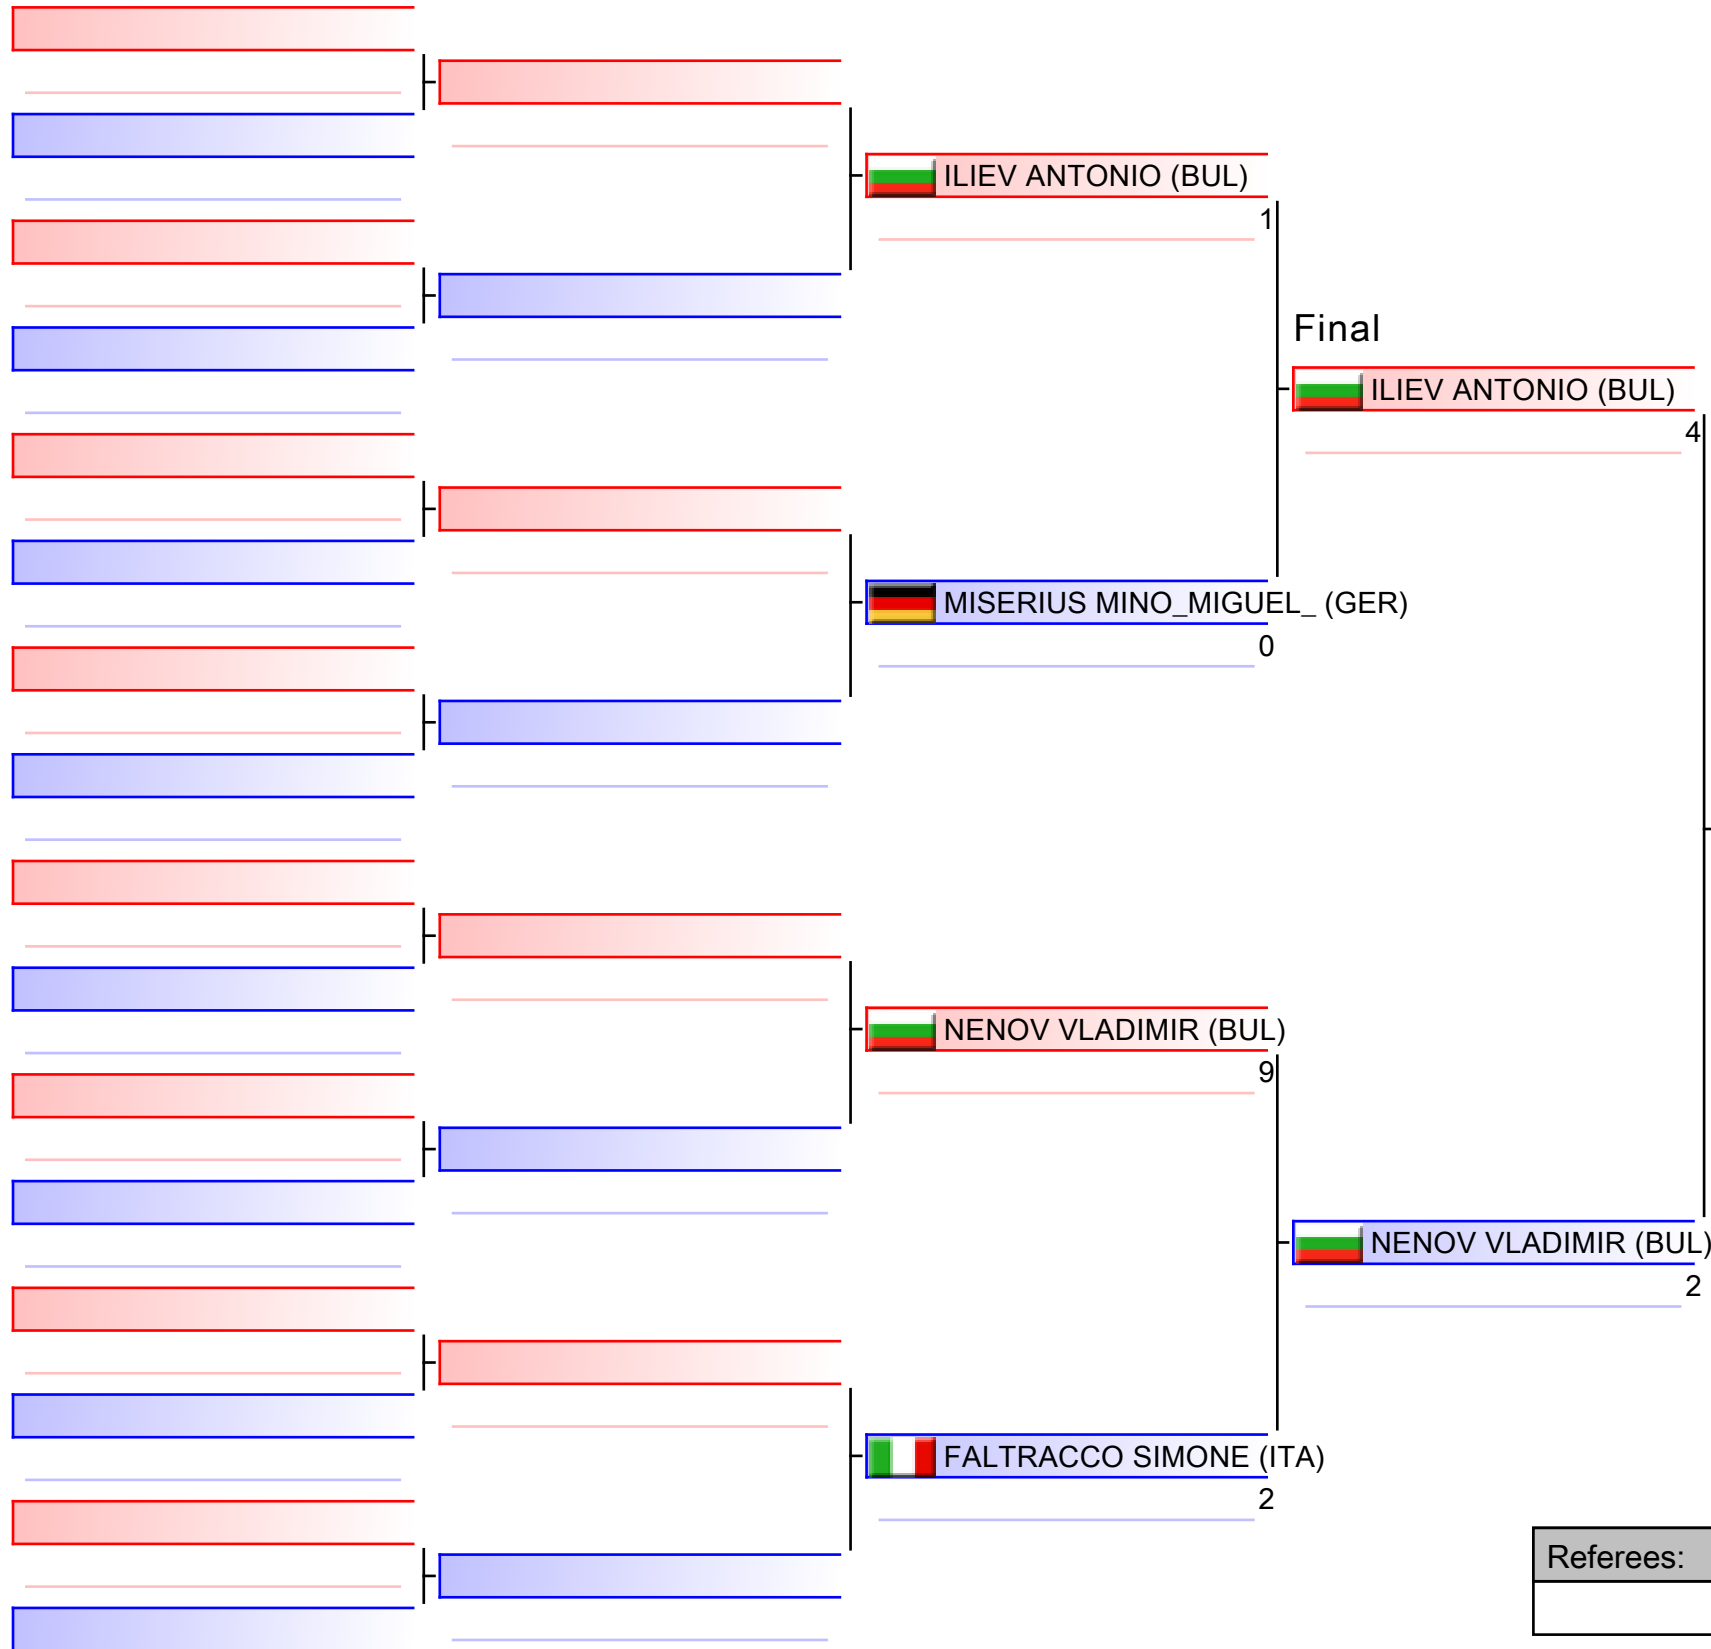 ILIEV ANTONIO (BUL)
1
Final
ILIEV ANTONIO (BUL)
4
MISERIUS MINO_MIGUEL_ (GER)
0
NENOV VLADIMIR (BUL)
9
NENOV VLADIMIR (BUL)
2
FALTRACCO SIMONE (ITA)
2
Referees: